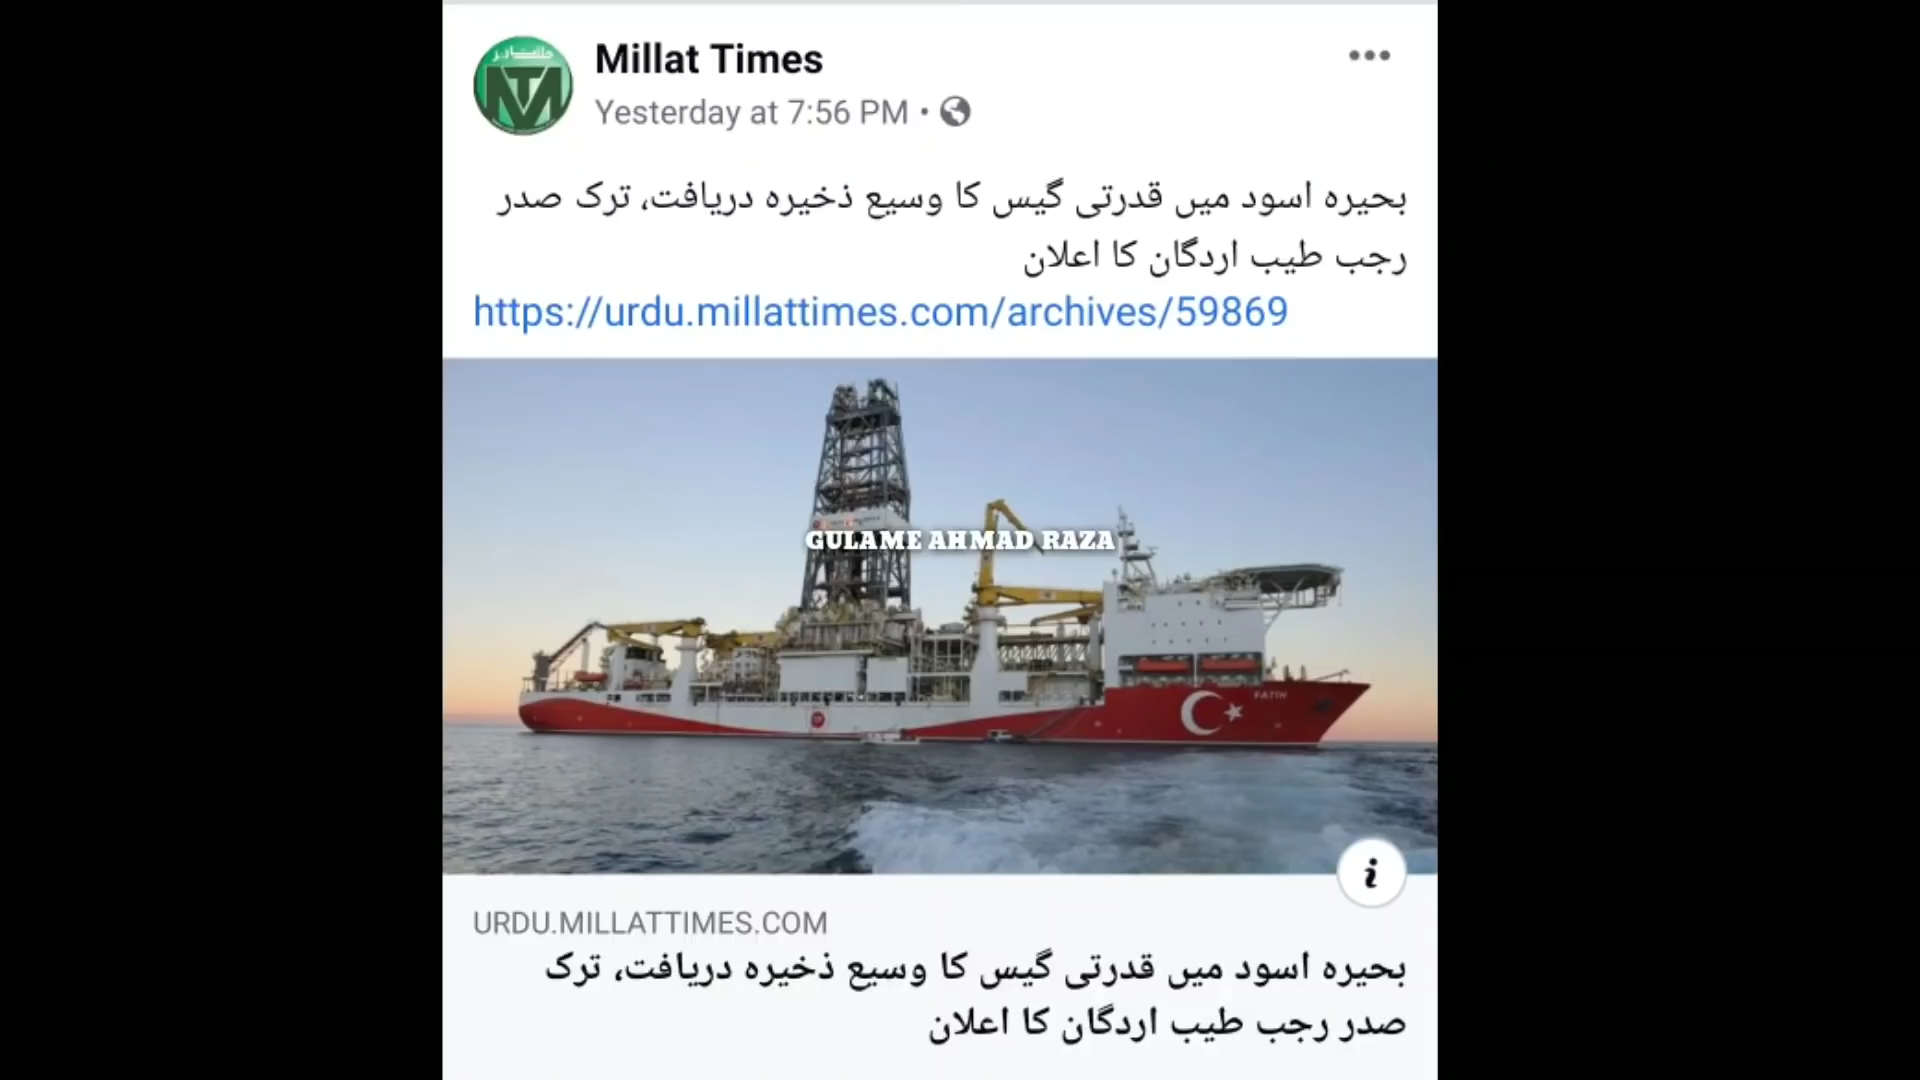 Millat Times
Yesterday at 7:56 PM •
بحیرہ اسود میں قدرتی گیس کا وسیع ذخیرہ دریافت، ترک صدر
رجب طیب اردگان کا اعلان
https://urdu.millattimes.com/archives/59869
GULAME AHMAD RAZA
FATIH
URDU.MILLATTIMES.COM
بحیرہ اسود میں قدرتی گیس کا وسیع ذخیرہ دریافت، ترک
صدر رجب طیب اردگان کا اعلان